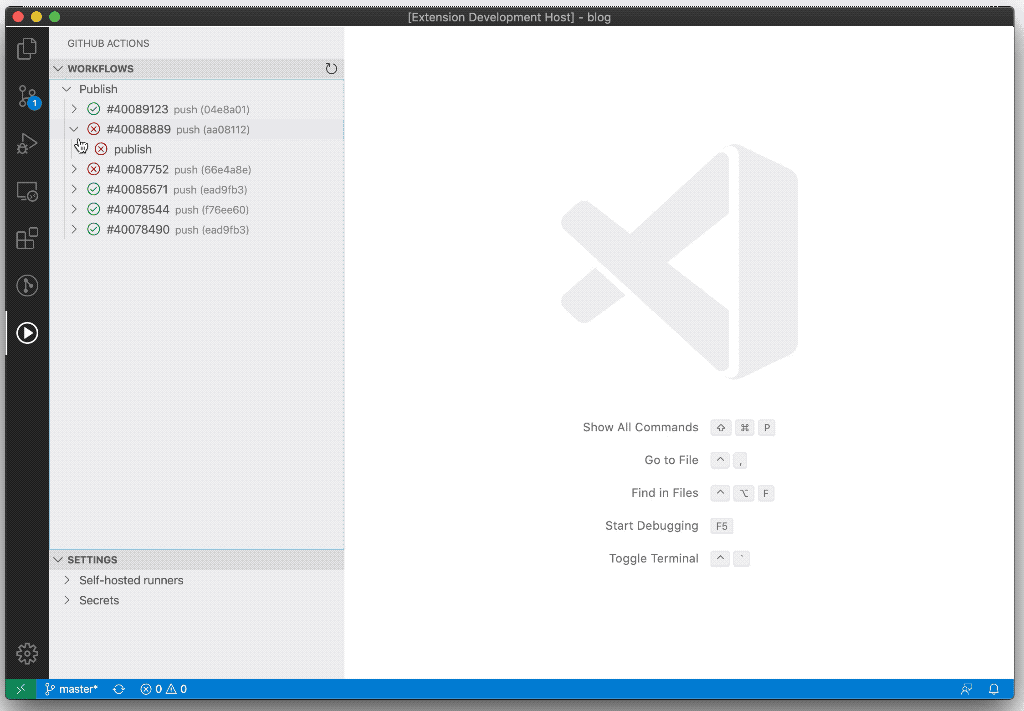 [Extension Development Host] - blog
GITHUB ACTIONS
WORKFLOWS
Publish
#40089123 push (04e8a01)
#40088889 push (aa08112)
publish
#40087752 push (66e4a8e)
#40085671 push (ead9fb3)
#40078544 push (f76ee60)
#40078490 push (ead9fb3)
1
Show All Commands ⇧ ⌘ P
Go to File ^ ,
Find in Files ^ ⌥ F
Start Debugging F5
Toggle Terminal ^ `
SETTINGS
Self-hosted runners
Secrets
master* 0 0